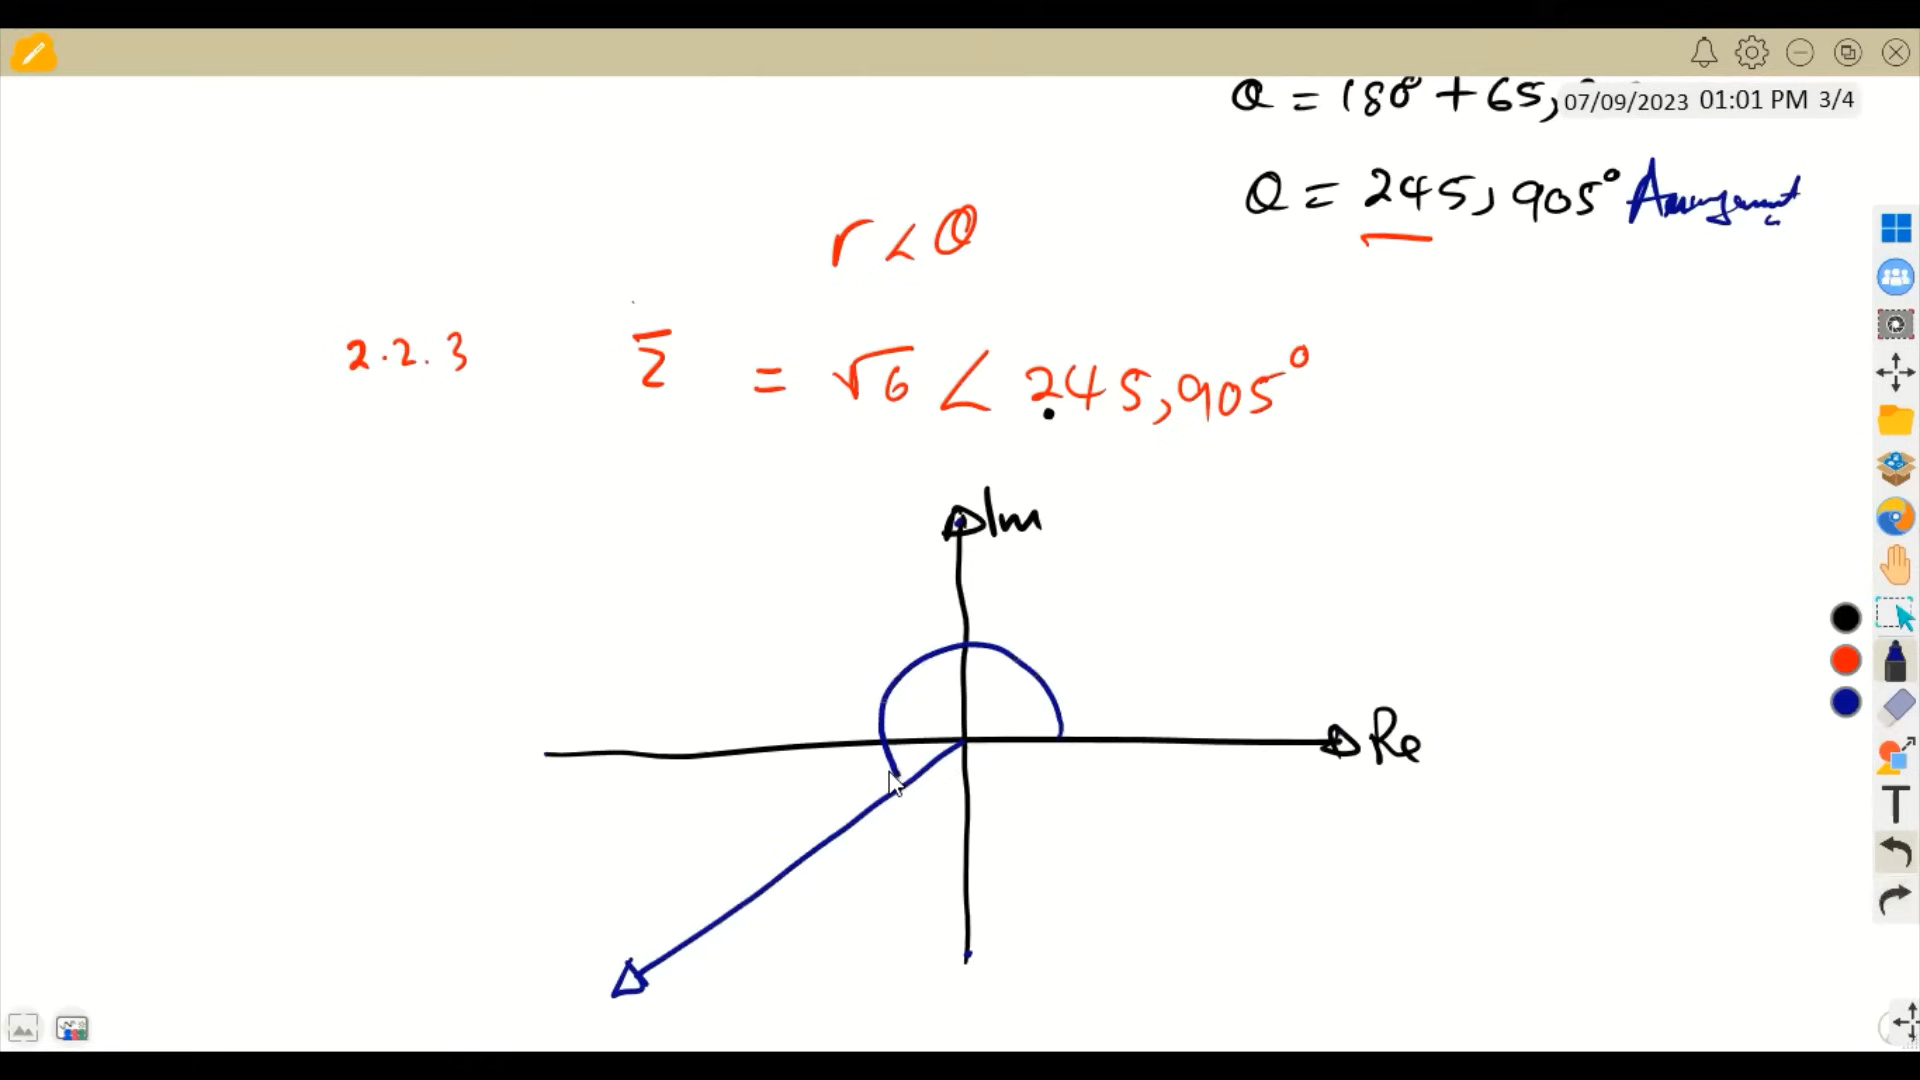 θ = 180° + 65,
07/09/2023 01:01 PM 3/4
θ = 245,905°
r < θ
2.2.3 z̄ = √6 ∠ 245,905°
Im
Re
T